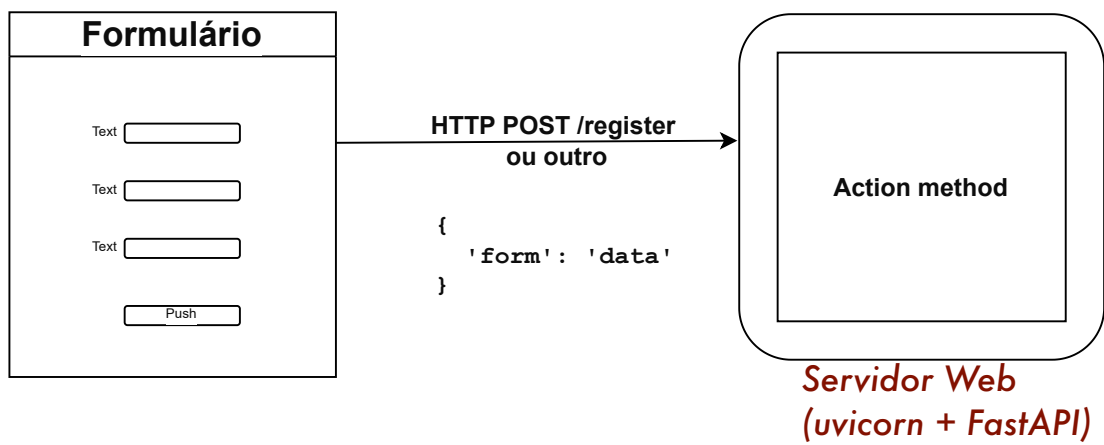 Formulário
Text
Text
Text
Push
HTTP POST /register
ou outro
{
'form': 'data'
}
Action method
Servidor Web
(uvicorn + FastAPI)